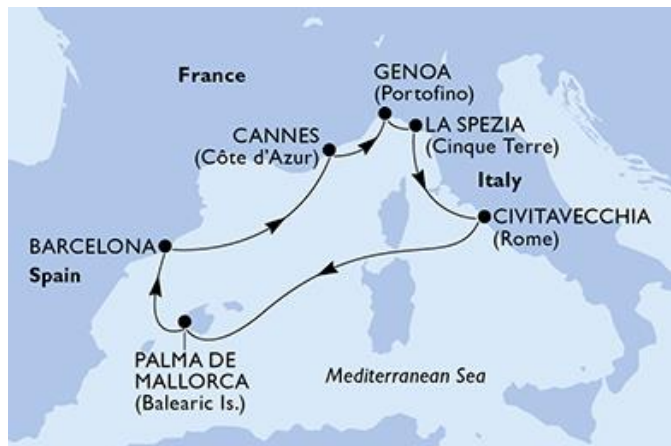 France
GENOA
(Portofino)
LA SPEZIA
(Cinque Terre)
CANNES
(Côte d'Azur)
Italy
CIVITAVECCHIA
(Rome)
BARCELONA
Spain
PALMA DE
MALLORCA
(Balearic Is.)
Mediterranean Sea